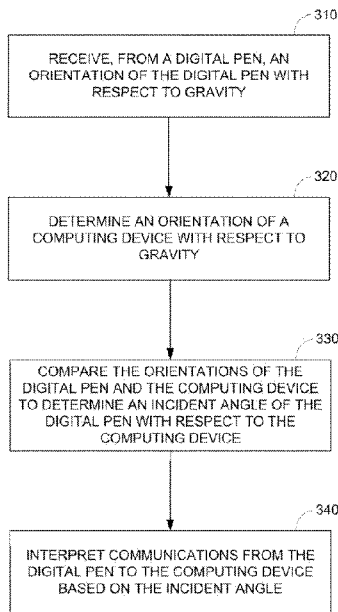 310
RECEIVE, FROM A DIGITAL PEN, AN
ORIENTATION OF THE DIGITAL PEN WITH
RESPECT TO GRAVITY
320
DETERMINE AN ORIENTATION OF A
COMPUTING DEVICE WITH RESPECT TO
GRAVITY
330
COMPARE THE ORIENTATIONS OF THE
DIGITAL PEN AND THE COMPUTING DEVICE
TO DETERMINE AN INCIDENT ANGLE OF THE
DIGITAL PEN WITH RESPECT TO THE
COMPUTING DEVICE
340
INTERPRET COMMUNICATIONS FROM THE
DIGITAL PEN TO THE COMPUTING DEVICE
BASED ON THE INCIDENT ANGLE